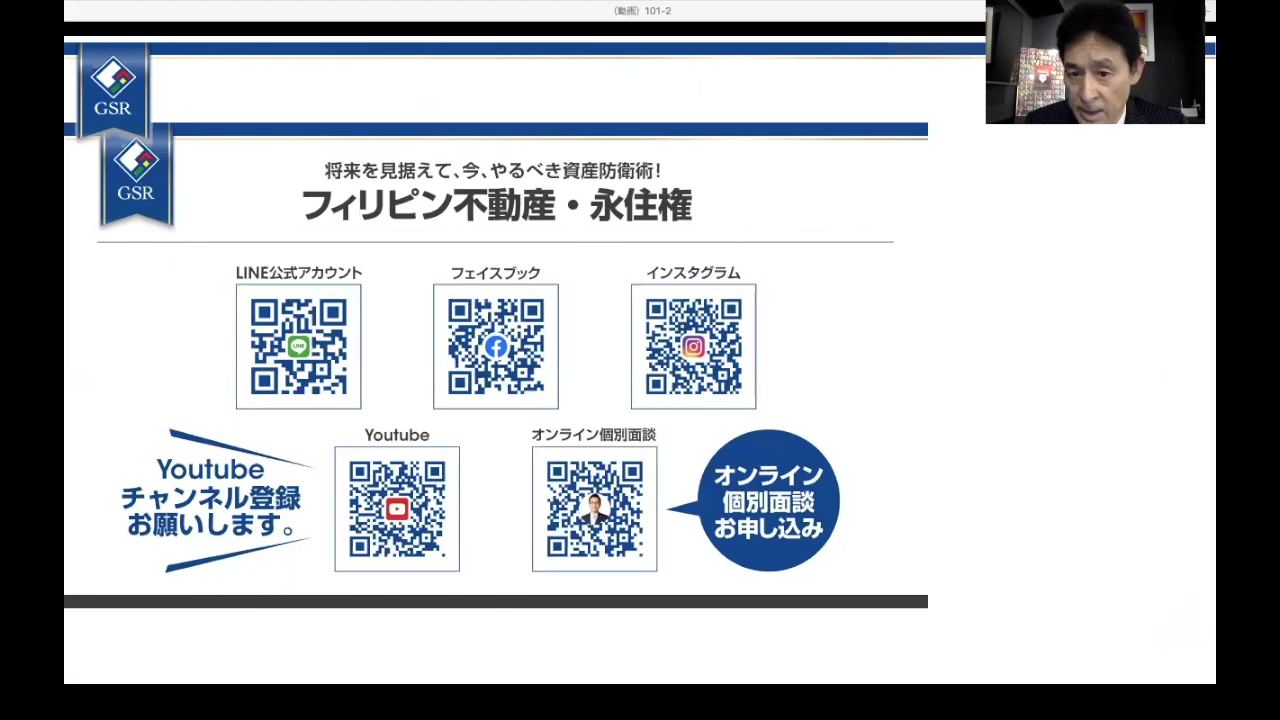 （動画）101-2
GSR
GSR
将来を見据えて、今、やるべき資産防衛術！
フィリピン不動産・永住権
LINE公式アカウント
フェイスブック
インスタグラム
LINE
Youtube
オンライン個別面談
Youtube
チャンネル登録
お願いします。
オンライン
個別面談
お申し込み